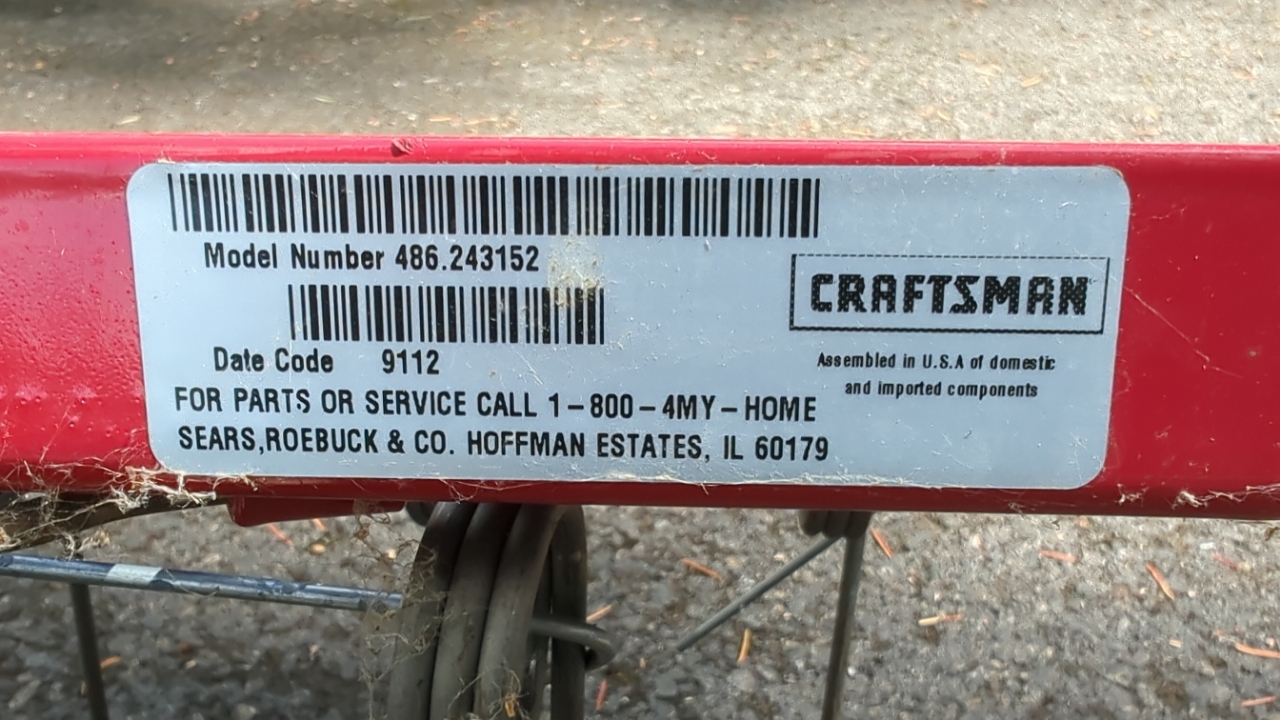 Model Number 486.243152
CRAFTSMAN
Date Code 9112
Assembled in U.S.A of domestic
and imported components
FOR PARTS OR SERVICE CALL 1-800-4MY-HOME
SEARS,ROEBUCK & CO. HOFFMAN ESTATES, IL 60179